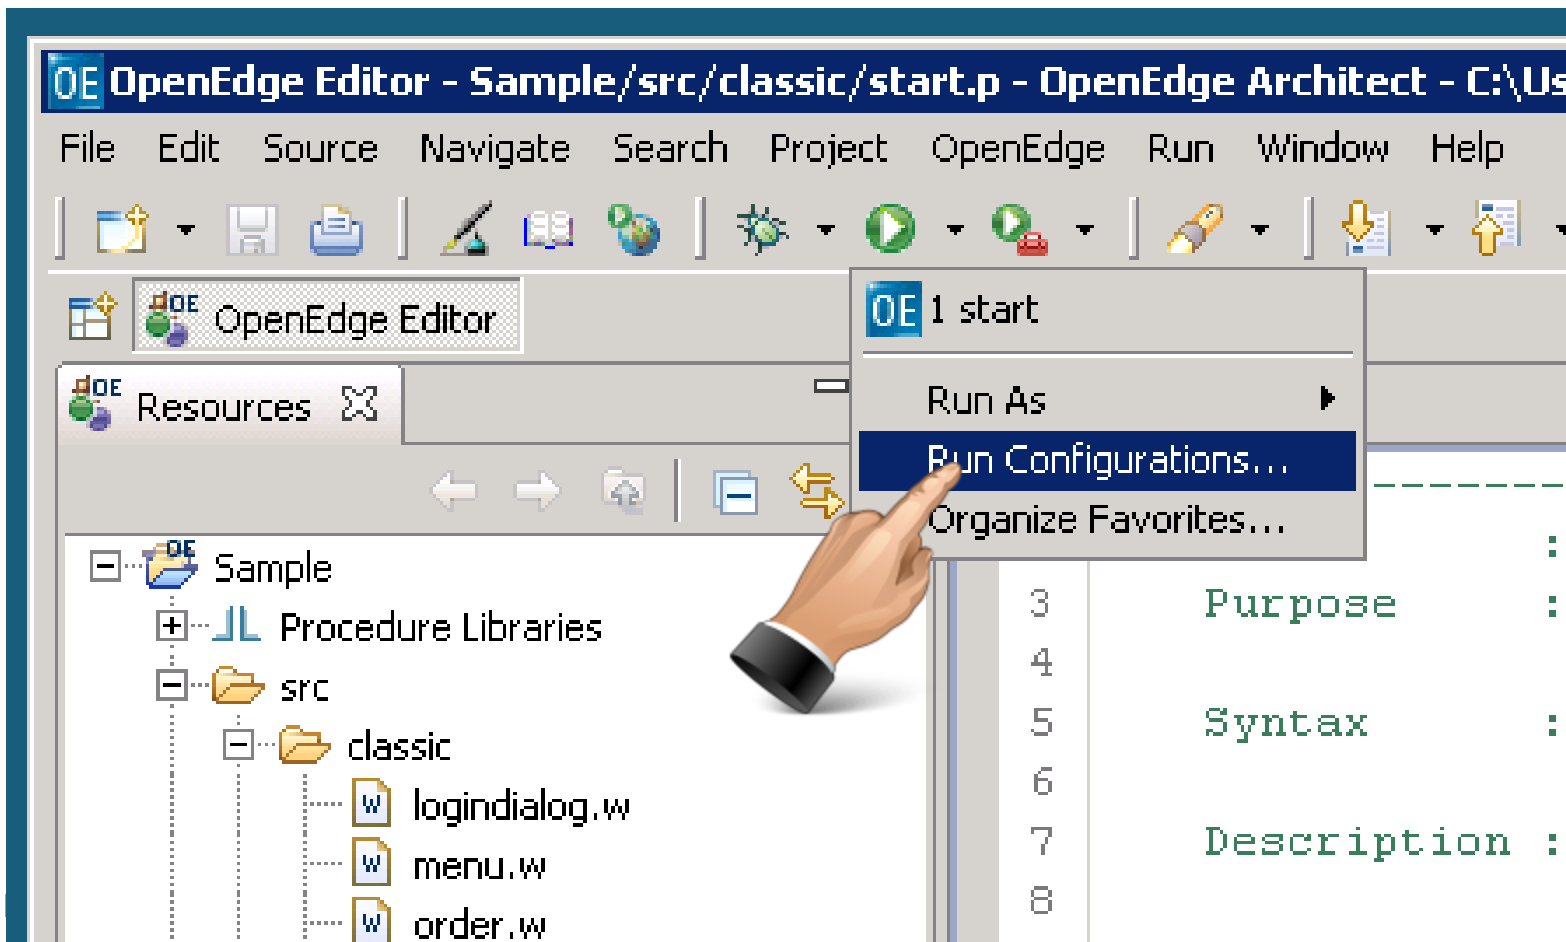 OE OpenEdge Editor - Sample/src/classic/start.p - OpenEdge Architect - C:\Us
File Edit Source Navigate Search Project OpenEdge Run Window Help
OE OpenEdge Editor
OE 1 start
OE Resources
Run As
Run Configurations...
Organize Favorites...
OE Sample
Procedure Libraries
src
classic
w logindialog.w
w menu.w
w order.w
:
3 Purpose :
4
5 Syntax :
6
7 Description :
8